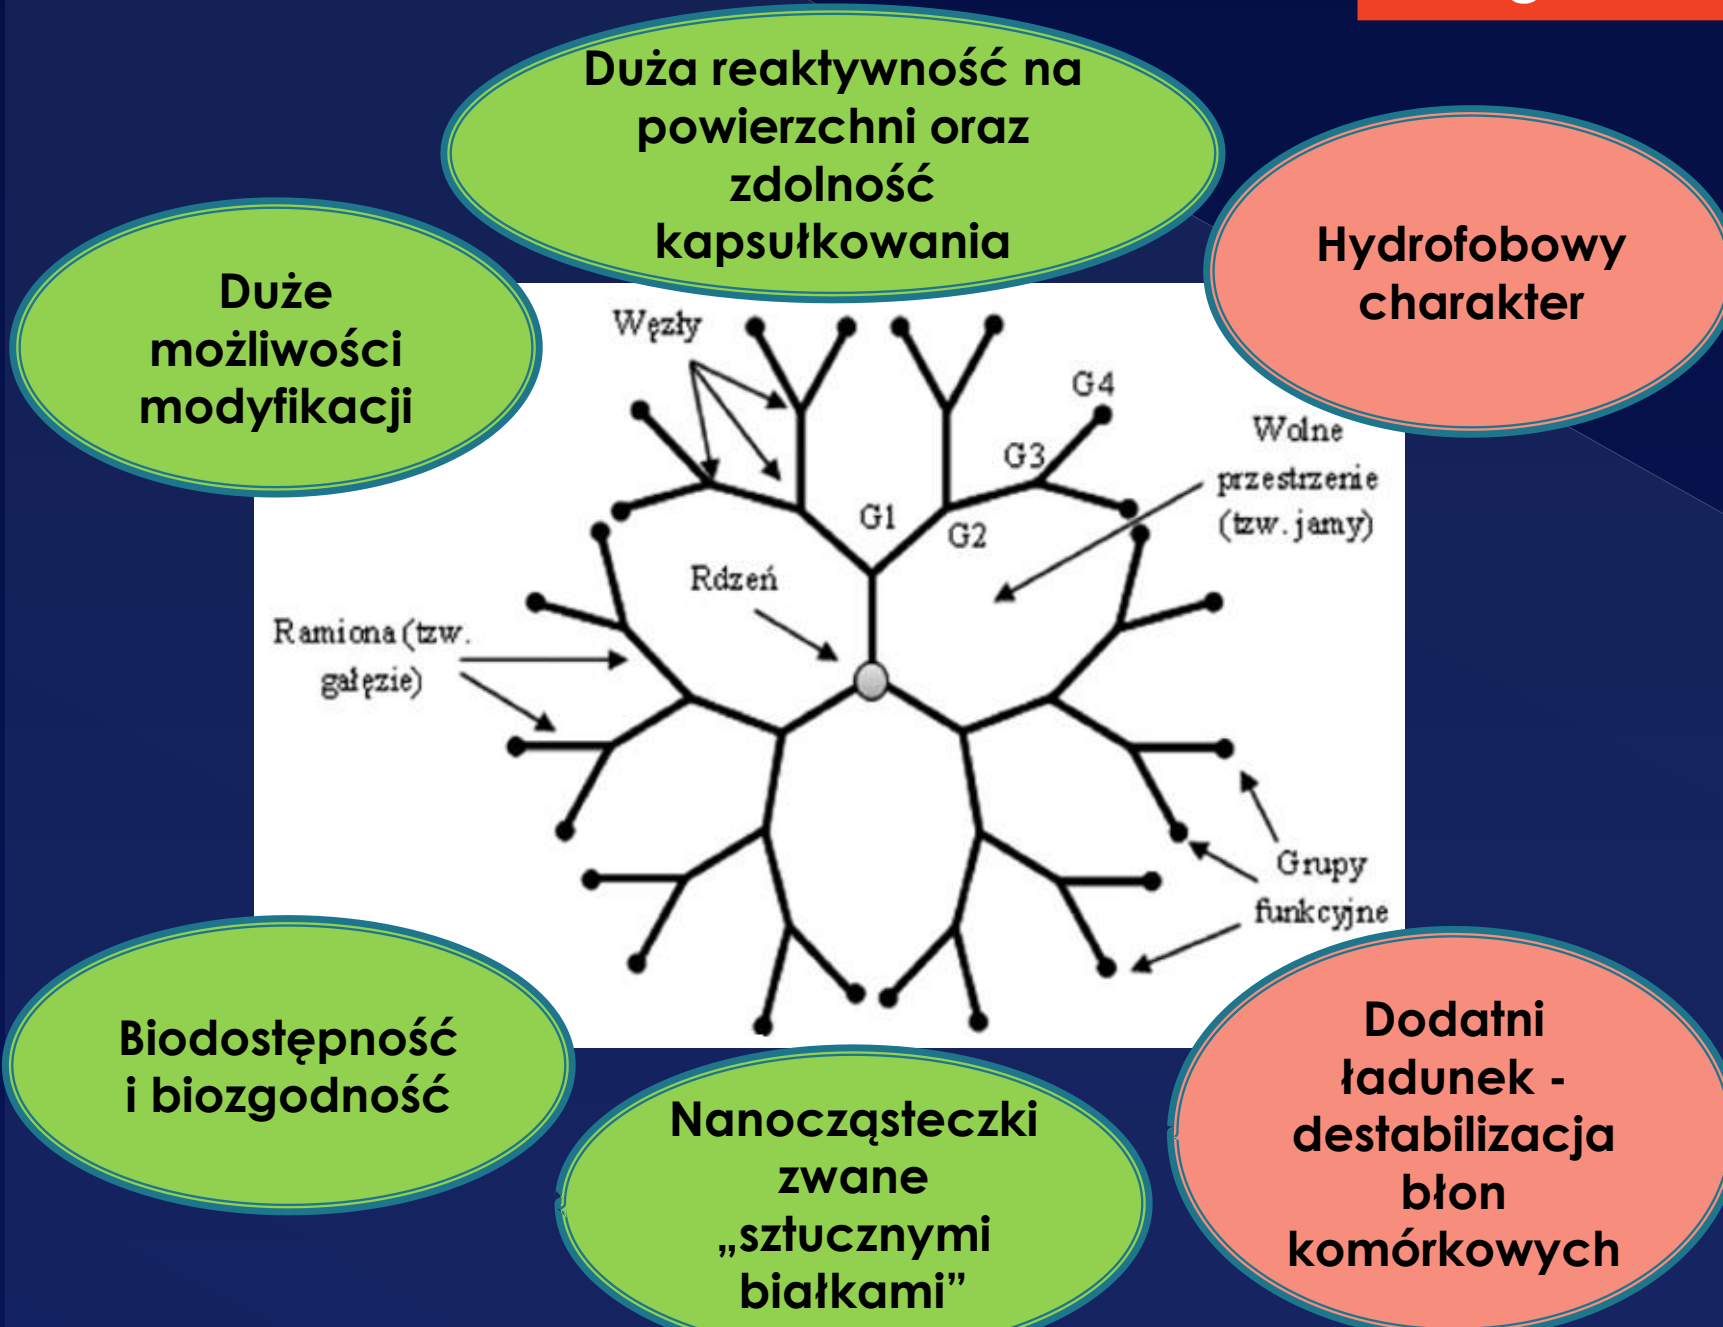 Duża reaktywność na
powierzchni oraz
zdolność
kapsułkowania
Hydrofobowy
charakter
Duże
możliwości
modyfikacji
Węzły
G4
Wolne
przestrzenie
(tzw. jamy)
G3
G1
G2
Rdzeń
Ramiona (tzw.
gałęzie)
Grupy
funkcyjne
Biodostępność
i biozgodność
Nanocząsteczki
zwane
„sztucznymi
białkami”
Dodatni
ładunek -
destabilizacja
błon
komórkowych